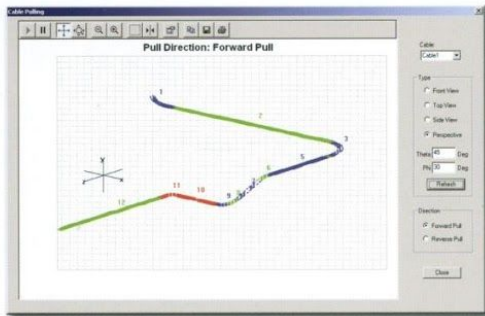 Cable Pulling
Pull Direction: Forward Pull
Cable
Cable1
Type
Front View
Top View
Side View
Perspective
Theta 45 Deg
Phi 30 Deg
Refresh
Direction
Forward Pull
Reverse Pull
Close
1
2
3
5
6
9
10
11
12
y
z
x